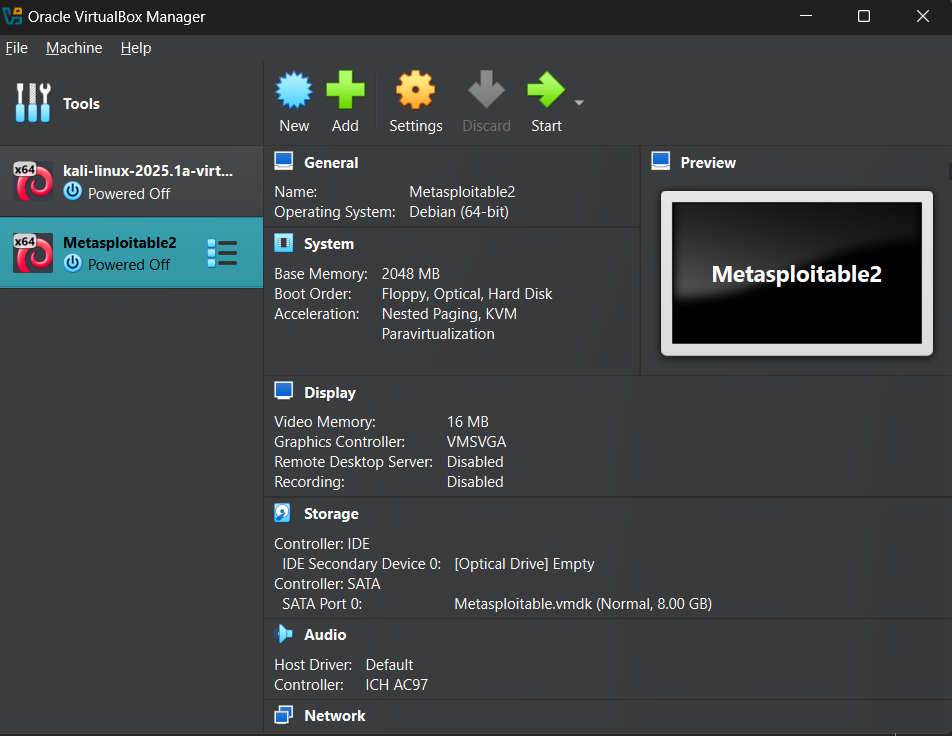 Oracle VirtualBox Manager
File Machine Help
Tools
New Add Settings Discard Start
x64 kali-linux-2025.1a-virt...
Powered Off
x64 Metasploitable2
Powered Off
General
Name: Metasploitable2
Operating System: Debian (64-bit)
Preview
Metasploitable2
System
Base Memory: 2048 MB
Boot Order: Floppy, Optical, Hard Disk
Acceleration: Nested Paging, KVM
Paravirtualization
Display
Video Memory: 16 MB
Graphics Controller: VMSVGA
Remote Desktop Server: Disabled
Recording: Disabled
Storage
Controller: IDE
IDE Secondary Device 0: [Optical Drive] Empty
Controller: SATA
SATA Port 0: Metasploitable.vmdk (Normal, 8.00 GB)
Audio
Host Driver: Default
Controller: ICH AC97
Network